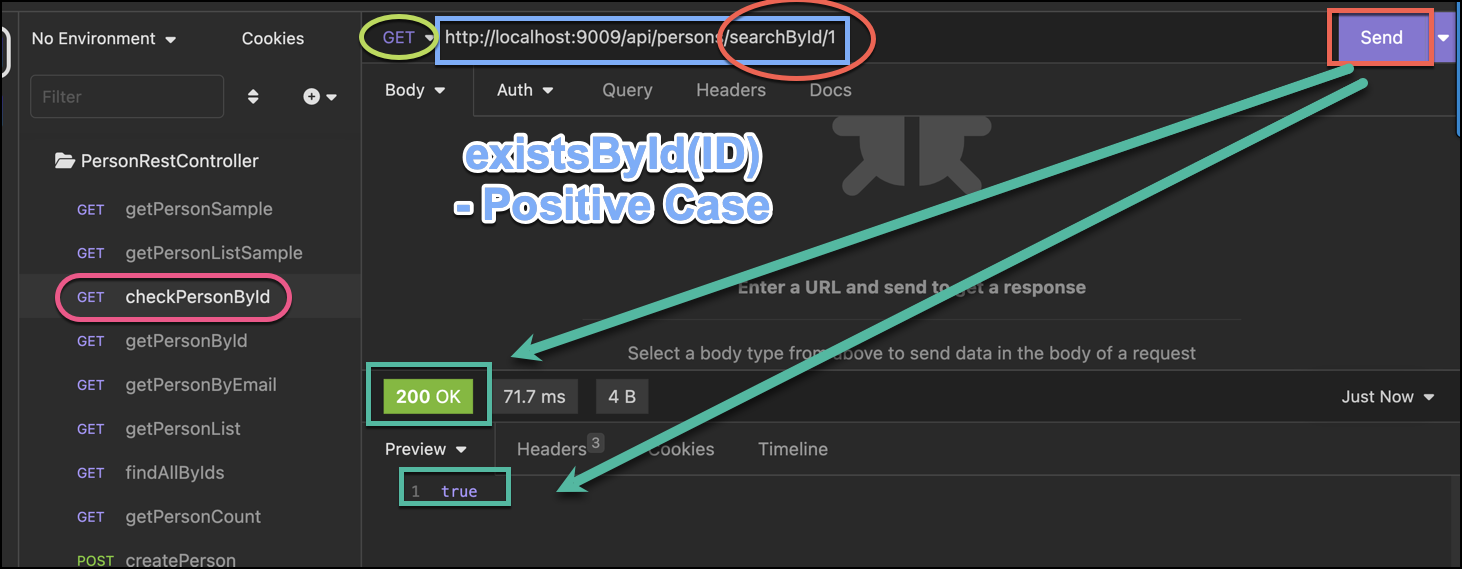 No Environment
Cookies
GET
http://localhost:9009/api/persons/searchById/1
Send
Filter
Body
Auth
Query
Headers
Docs
existsById(ID)
- Positive Case
PersonRestController
GET getPersonSample
GET getPersonListSample
GET checkPersonById
GET getPersonById
GET getPersonByEmail
GET getPersonList
GET findAllByIds
GET getPersonCount
POST createPerson
Enter a URL and send to get a response
Select a body type from above to send data in the body of a request
200 OK
71.7 ms
4 B
Just Now
Preview
Headers 3
Cookies
Timeline
1 true